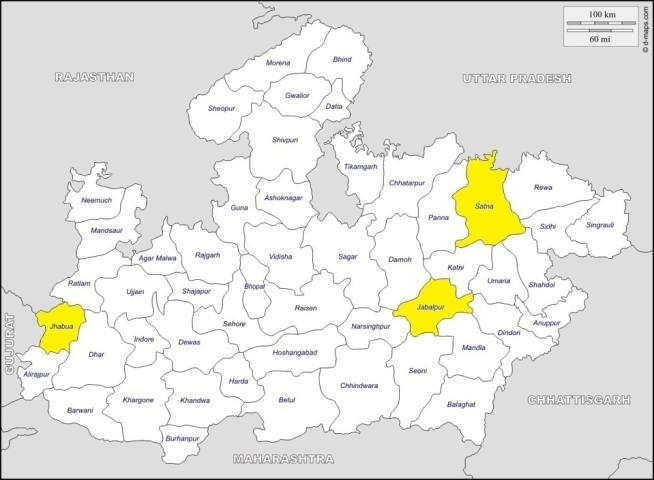 100 km
60 mi
© d-maps.com
RAJASTHAN
UTTAR PRADESH
GUJURAT
CHHATTISGARH
MAHARASHTRA
Bhind
Morena
Gwalior
Sheopur
Datia
Shivpuri
Tikamgarh
Chhatarpur
Panna
Satna
Rewa
Sidhi
Singrauli
Neemuch
Mandsaur
Guna
Ashoknagar
Agar Malwa
Rajgarh
Vidisha
Sagar
Damoh
Katni
Umaria
Shahdol
Ratlam
Ujjain
Shajapur
Bhopal
Raisen
Jabalpur
Anuppur
Dindori
Jhabua
Indore
Dewas
Sehore
Narsinghpur
Mandla
Dhar
Hoshangabad
Alirajpur
Seoni
Chhindwara
Harda
Betul
Balaghat
Barwani
Khargone
Khandwa
Burhanpur